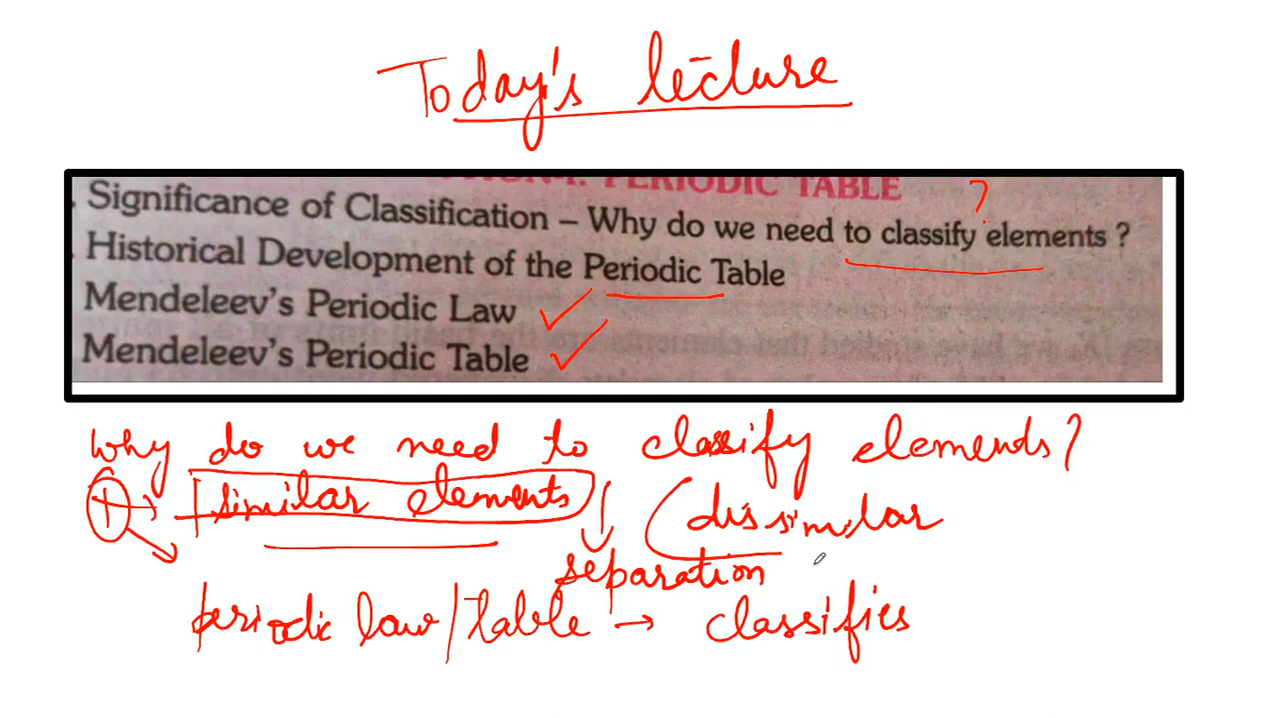 Today's lecture
PERIODIC TABLE
Significance of Classification – Why do we need to classify elements ?
?
Historical Development of the Periodic Table
Mendeleev's Periodic Law
Mendeleev's Periodic Table
Why do we need to classify elements?
similar elements (dissimilar
separation
periodic law/table → classifies